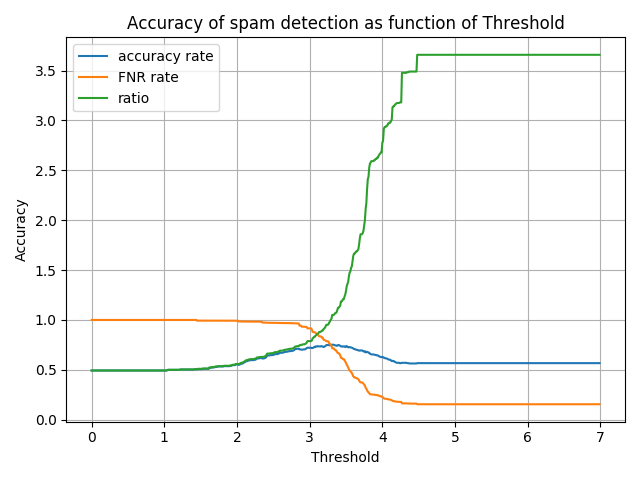 Accuracy of spam detection as function of Threshold
accuracy rate
FNR rate
ratio
3.5
3.0
2.5
2.0
1.5
1.0
0.5
0.0
Accuracy
0 1 2 3 4 5 6 7
Threshold